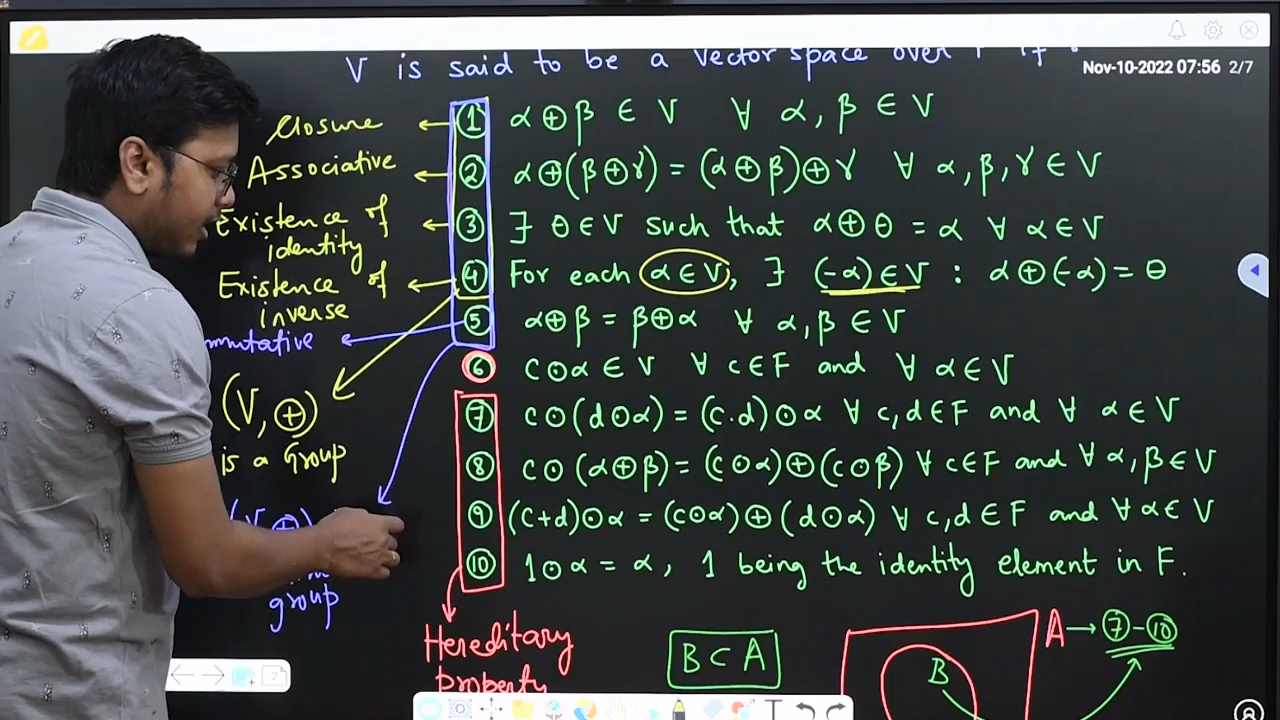 V is said to be a vector space over F if :
Nov-10-2022 07:56 2/7
Closure ← ① α ⊕ β ∈ V ∀ α, β ∈ V
Associative ← ② α ⊕ (β ⊕ γ) = (α ⊕ β) ⊕ γ ∀ α, β, γ ∈ V
Existence of identity ← ③ ∃ θ ∈ V such that α ⊕ θ = α ∀ α ∈ V
Existence of inverse ← ④ For each α ∈ V, ∃ (-α) ∈ V : α ⊕ (-α) = θ
mmutative ← ⑤ α ⊕ β = β ⊕ α ∀ α, β ∈ V
⑥ c ⊙ α ∈ V ∀ c ∈ F and ∀ α ∈ V
⑦ c ⊙ (d ⊙ α) = (c . d) ⊙ α ∀ c, d ∈ F and ∀ α ∈ V
⑧ c ⊙ (α ⊕ β) = (c ⊙ α) ⊕ (c ⊙ β) ∀ c ∈ F and ∀ α, β ∈ V
⑨ (c + d) ⊙ α = (c ⊙ α) ⊕ (d ⊙ α) ∀ c, d ∈ F and ∀ α ∈ V
⑩ 1 ⊙ α = α, 1 being the identity element in F.
(V, ⊕)
is a Group
(V, ⊕)
group
Hereditary
property
B ⊂ A
A → ⑦ - ⑩
B